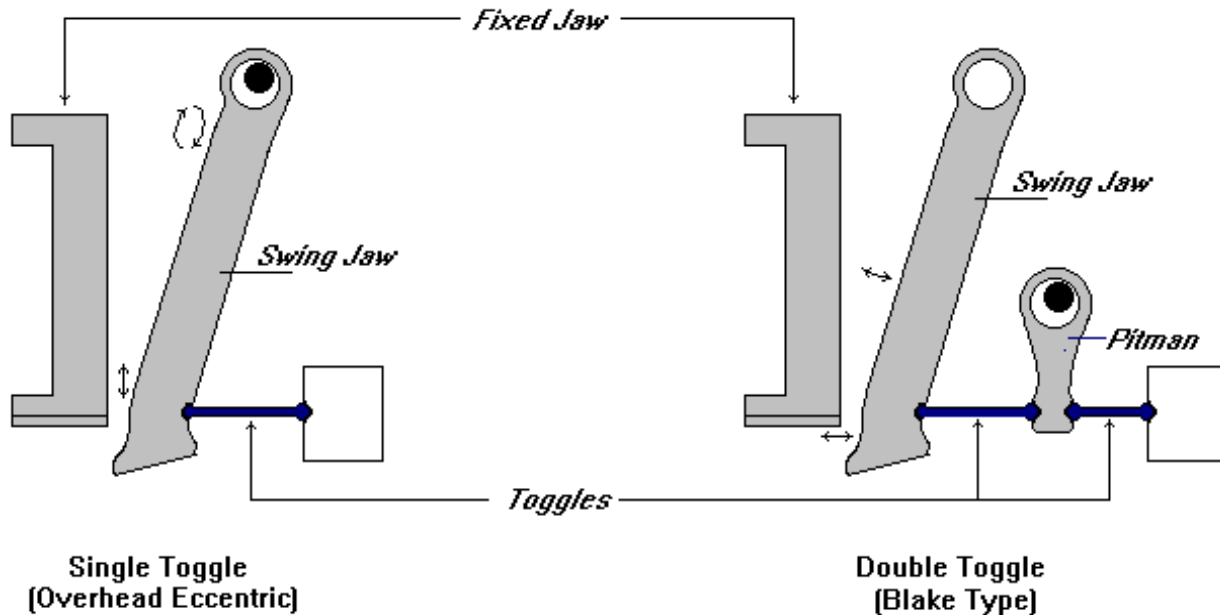 Fixed Jaw
Swing Jaw
Swing Jaw
Pitman
Toggles
Single Toggle
(Overhead Eccentric)
Double Toggle
(Blake Type)